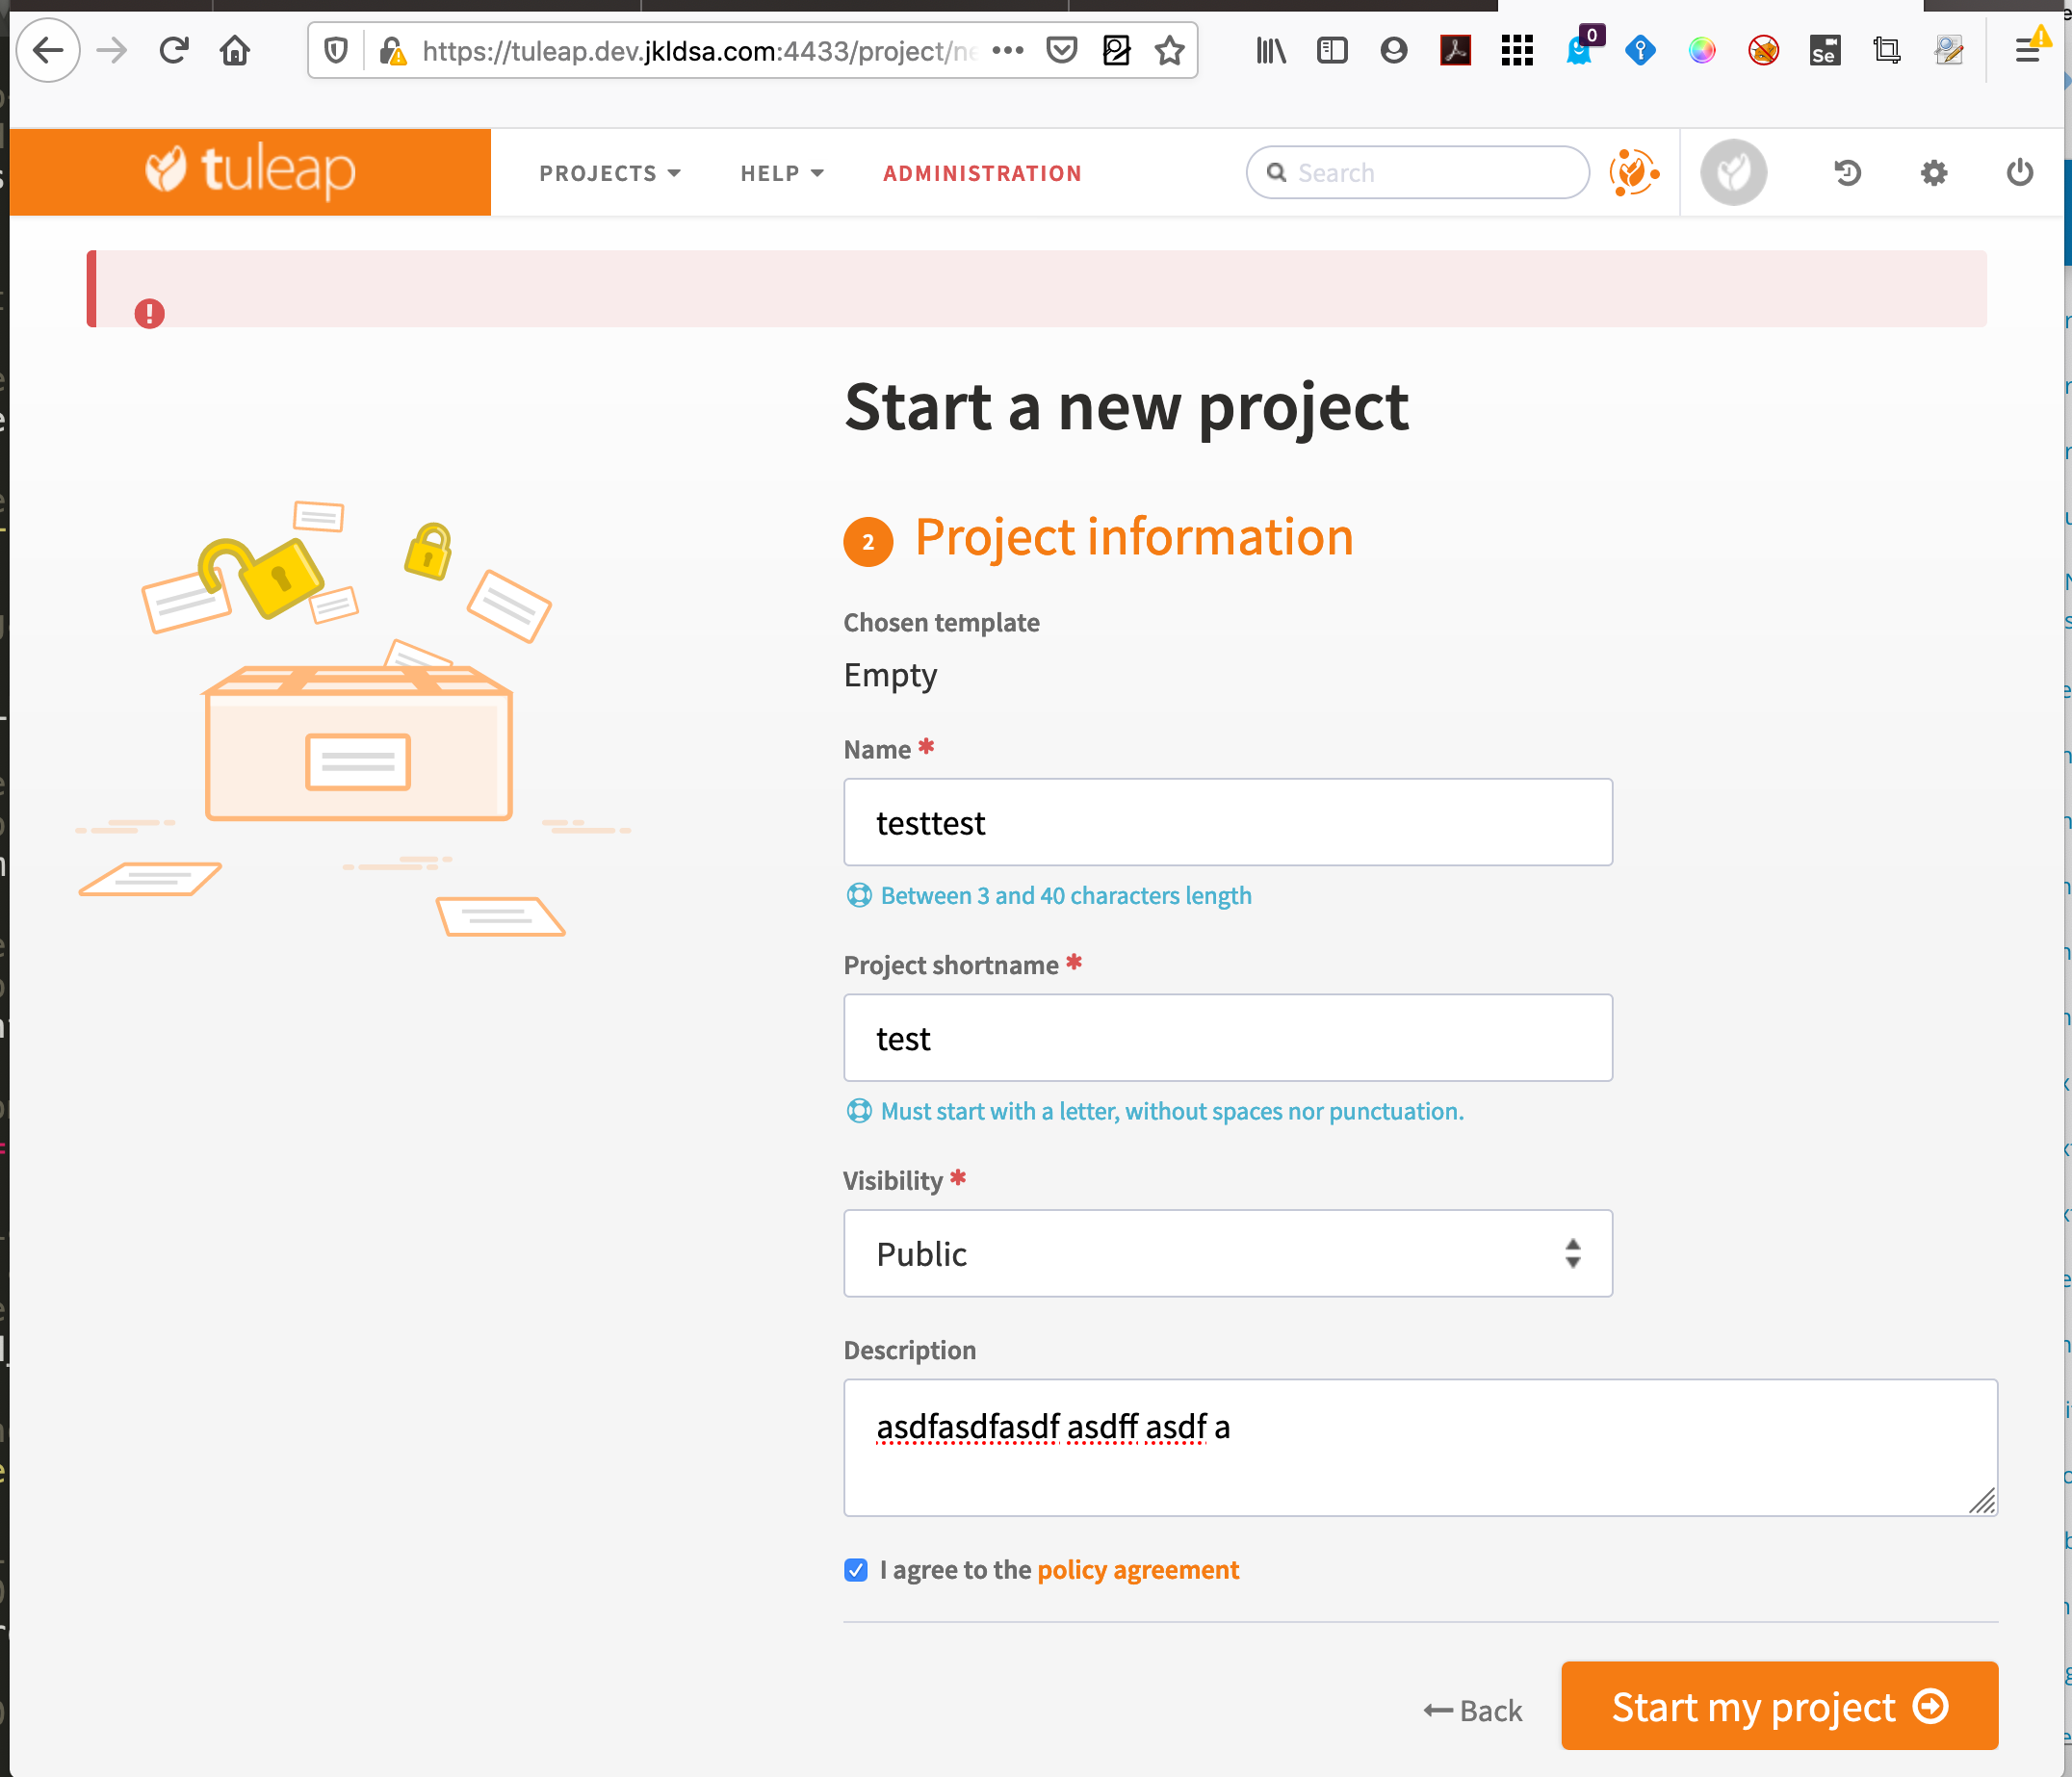 https://tuleap.dev.jkldsa.com:4433/project/ne
0
Se
tuleap
PROJECTS
HELP
ADMINISTRATION
Search
Start a new project
2 Project information
Chosen template
Empty
Name *
testtest
Between 3 and 40 characters length
Project shortname *
test
Must start with a letter, without spaces nor punctuation.
Visibility *
Public
Description
asdfasdfasdf asdff asdf a
I agree to the policy agreement
Back
Start my project